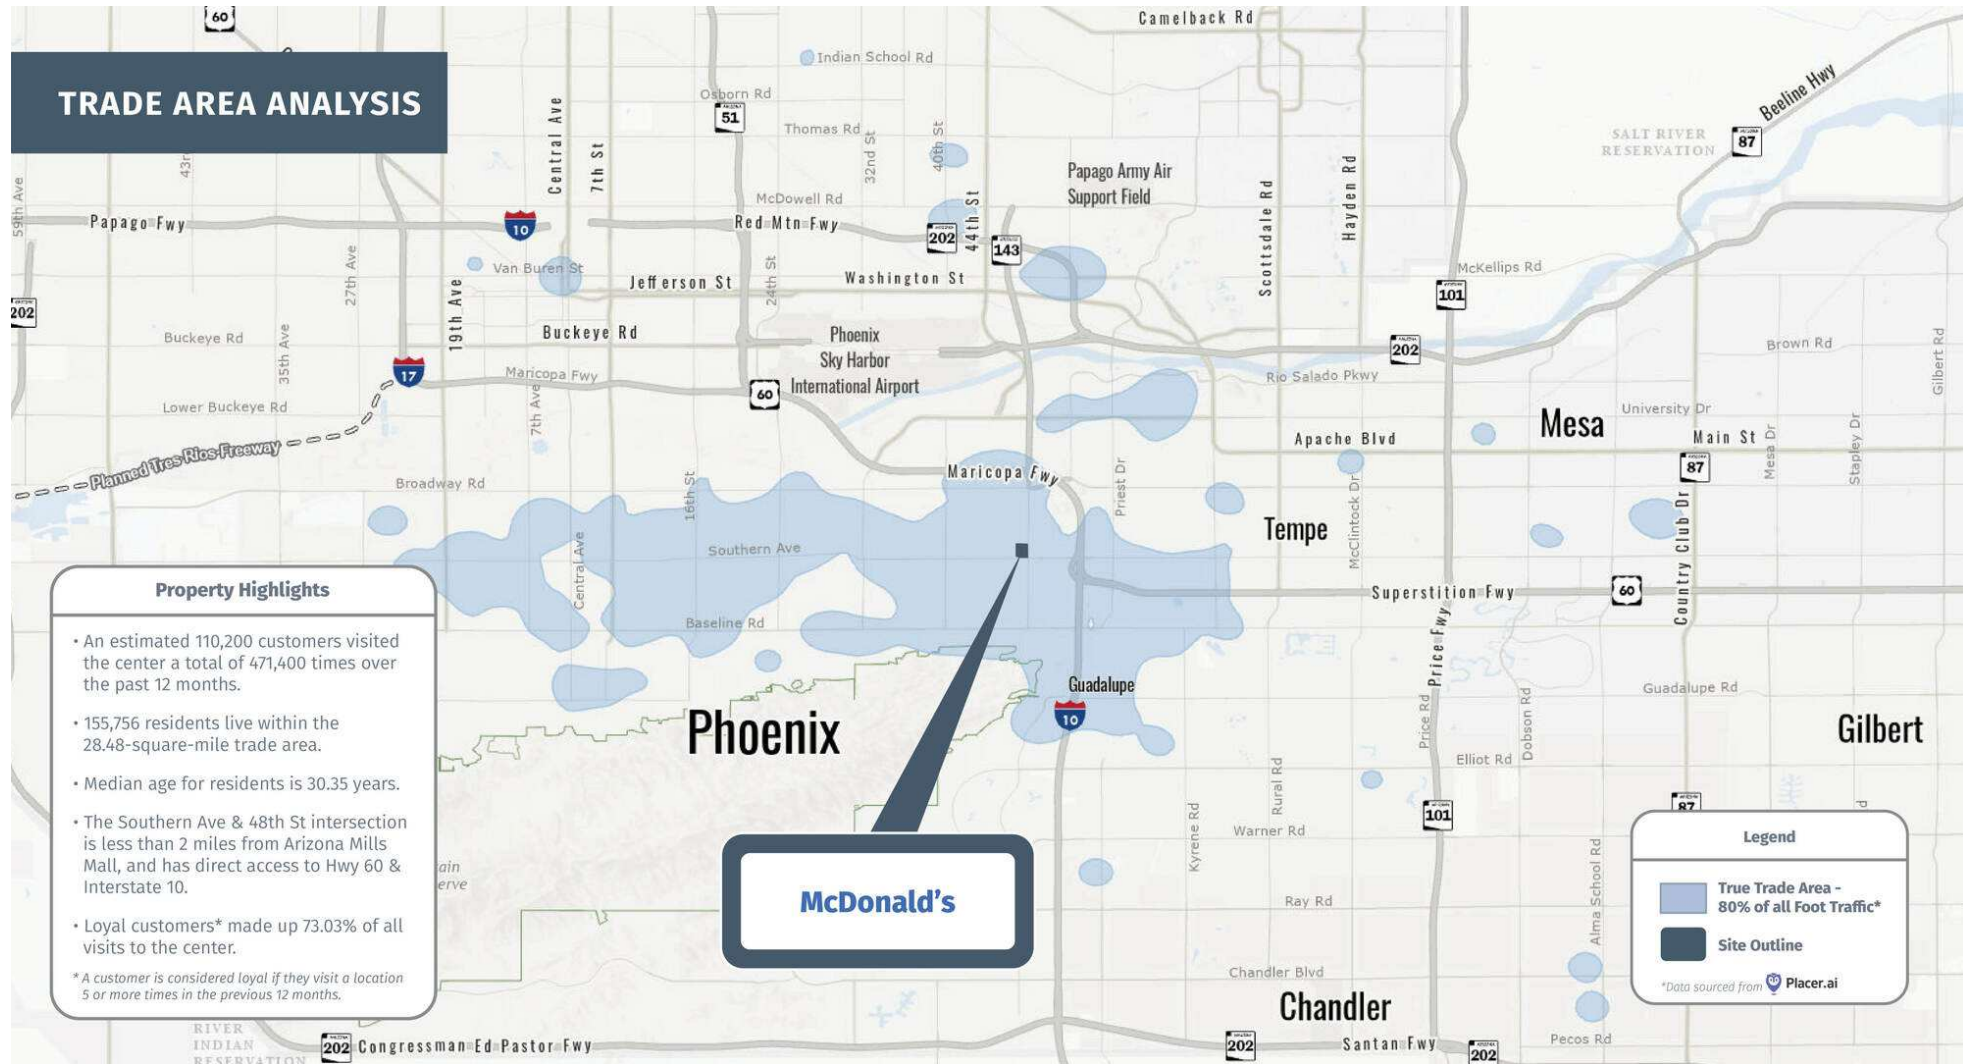 TRADE AREA ANALYSIS
60
Camelback Rd
Indian School Rd
Osborn Rd
51
Thomas Rd
Beeline Hwy
87
SALT RIVER
RESERVATION
Central Ave
7th St
32nd St
40th St
44th St
Papago Army Air
Support Field
Scottsdale Rd
Hayden Rd
59th Ave
McDowell Rd
Papago Fwy
10
Red Mtn Fwy
202
143
27th Ave
19th Ave
Van Buren St
Jefferson St
24th St
Washington St
McKellips Rd
101
202
Buckeye Rd
35th Ave
Buckeye Rd
Phoenix
Sky Harbor
International Airport
202
Brown Rd
Gilbert Rd
17
Maricopa Fwy
60
Rio Salado Pkwy
Lower Buckeye Rd
7th Ave
University Dr
Mesa
Apache Blvd
Main St
Mesa Dr
Stapley Dr
87
Planned Tres Rios Freeway
Broadway Rd
16th St
Maricopa Fwy
Priest Dr
McClintock Dr
Country Club Dr
Tempe
Central Ave
Southern Ave
Superstition Fwy
60
Baseline Rd
Price Fwy
Guadalupe
10
Guadalupe Rd
Price Rd
Dobson Rd
Phoenix
Gilbert
Elliot Rd
Rural Rd
Kyrene Rd
101
87
Warner Rd
Alma School Rd
Ray Rd
Chandler Blvd
Chandler
Pecos Rd
202
Congressman Ed Pastor Fwy
202
Santan Fwy
202
RIVER
INDIAN
RESERVATION
Property Highlights
• An estimated 110,200 customers visited
the center a total of 471,400 times over
the past 12 months.
• 155,756 residents live within the
28.48-square-mile trade area.
• Median age for residents is 30.35 years.
• The Southern Ave & 48th St intersection
is less than 2 miles from Arizona Mills
Mall, and has direct access to Hwy 60 &
Interstate 10.
• Loyal customers* made up 73.03% of all
visits to the center.
* A customer is considered loyal if they visit a location
5 or more times in the previous 12 months.
McDonald's
Legend
True Trade Area -
80% of all Foot Traffic*
Site Outline
*Data sourced from Placer.ai